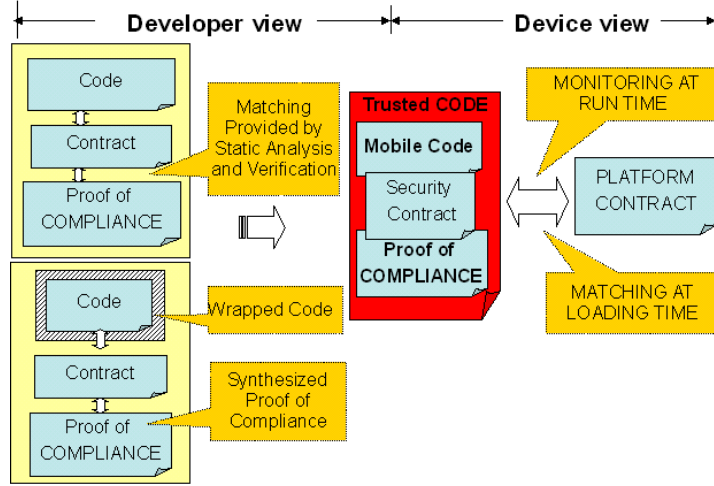 Developer view
Device view
Code
Contract
Proof of
COMPLIANCE
Matching
Provided by
Static Analysis
and Verification
Code
Wrapped Code
Contract
Proof of
COMPLIANCE
Synthesized
Proof of
Compliance
Trusted CODE
Mobile Code
Security
Contract
Proof of
COMPLIANCE
MONITORING AT
RUN TIME
PLATFORM
CONTRACT
MATCHING AT
LOADING TIME